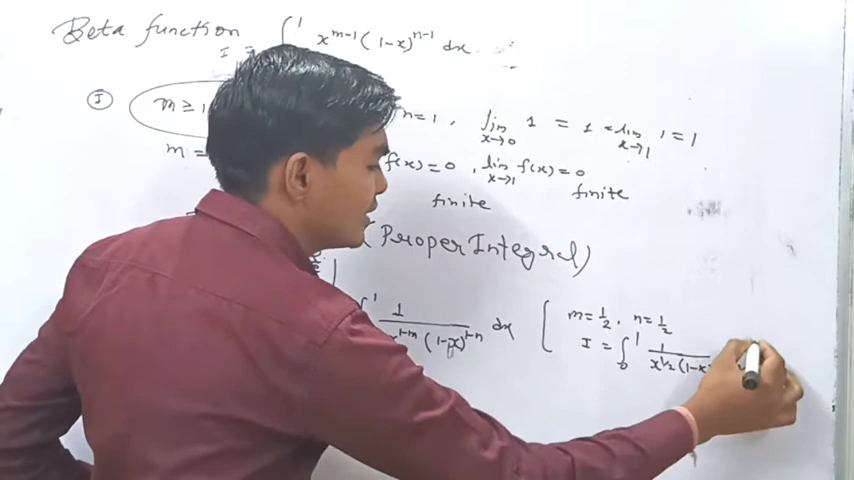 Beta function
I = ∫ 1 x^m-1 (1-x)^n-1 dx.
I m ≥ 1 n=1, lim x→0 1 = 1 = lim x→1 1 = 1
m = f(x) = 0, lim x→1 f(x) = 0
finite finite
(Proper Integral)
∫ 1 1/x^1-m (1-x)^1-n dx [ m = 1/2, n = 1/2
I = ∫ 0 1 1/x^1/2 (1-x)